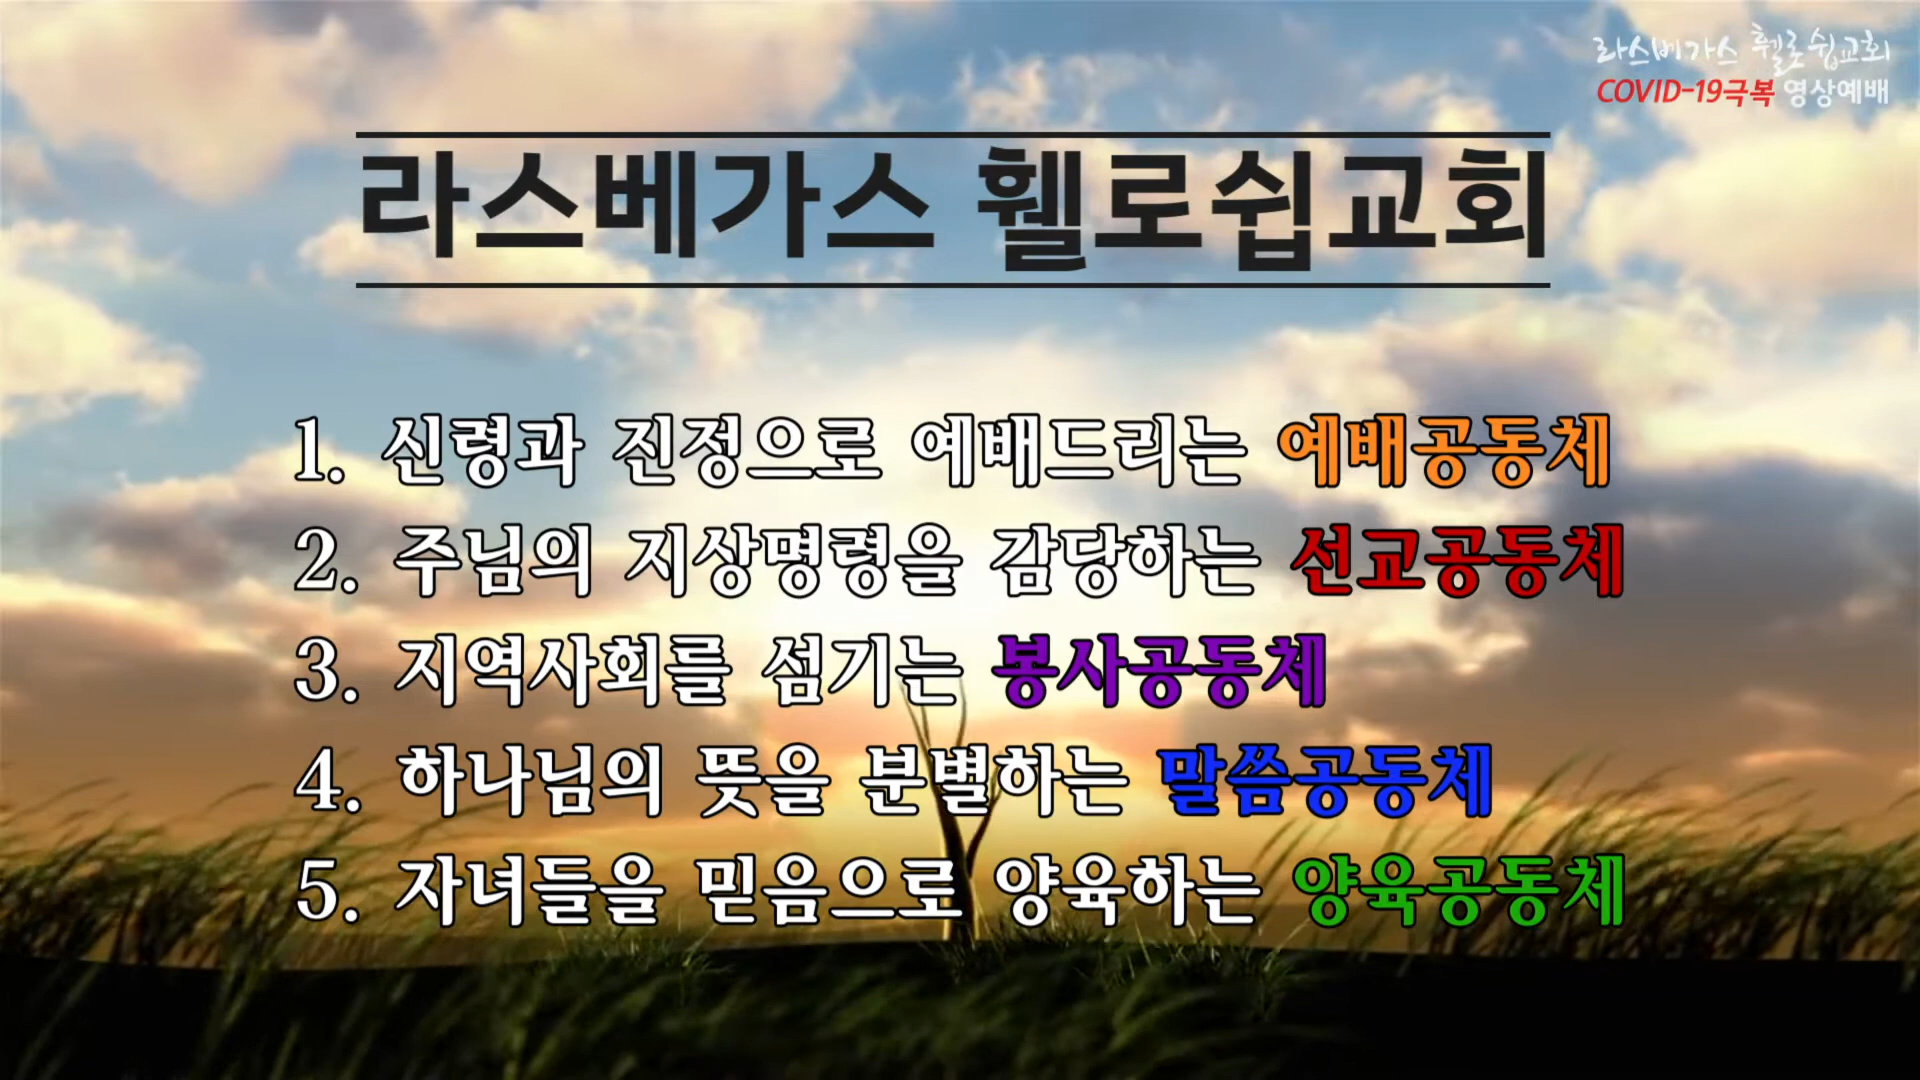 라스베가스 휄로쉽교회
COVID-19극복 영상예배
라스베가스 휄로쉽교회
1. 신령과 진정으로 예배드리는 예배공동체
2. 주님의 지상명령을 감당하는 선교공동체
3. 지역사회를 섬기는 봉사공동체
4. 하나님의 뜻을 분별하는 말씀공동체
5. 자녀들을 믿음으로 양육하는 양육공동체